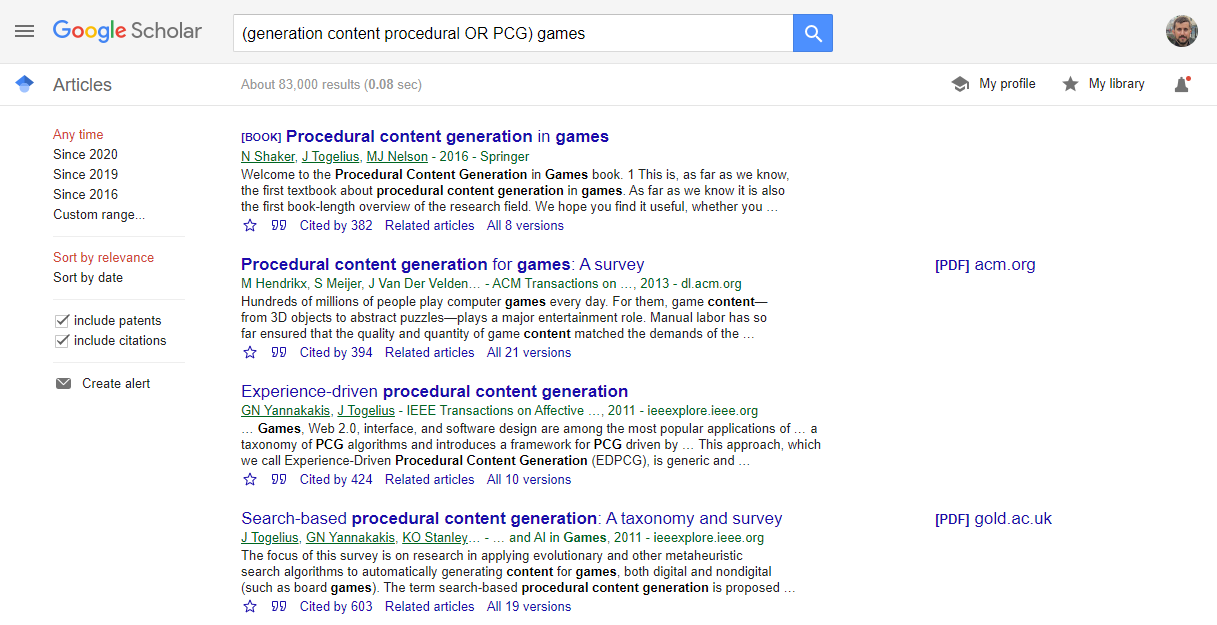 Google Scholar
(generation content procedural OR PCG) games
Articles
About 83,000 results (0.08 sec)
My profile
My library
Any time
Since 2020
Since 2019
Since 2016
Custom range...
Sort by relevance
Sort by date
include patents
include citations
Create alert
[BOOK] Procedural content generation in games
N Shaker, J Togelius, MJ Nelson - 2016 - Springer
Welcome to the Procedural Content Generation in Games book. 1 This is, as far as we know,
the first textbook about procedural content generation in games. As far as we know it is also
the first book-length overview of the research field. We hope you find it useful, whether you …
Cited by 382 Related articles All 8 versions
Procedural content generation for games: A survey
[PDF] acm.org
M Hendrikx, S Meijer, J Van Der Velden… - ACM Transactions on …, 2013 - dl.acm.org
Hundreds of millions of people play computer games every day. For them, game content—
from 3D objects to abstract puzzles—plays a major entertainment role. Manual labor has so
far ensured that the quality and quantity of game content matched the demands of the …
Cited by 394 Related articles All 21 versions
Experience-driven procedural content generation
GN Yannakakis, J Togelius - IEEE Transactions on Affective …, 2011 - ieeexplore.ieee.org
… Games, Web 2.0, interface, and software design are among the most popular applications of … a
taxonomy of PCG algorithms and introduces a framework for PCG driven by … This approach, which
we call Experience-Driven Procedural Content Generation (EDPCG), is generic and …
Cited by 424 Related articles All 10 versions
Search-based procedural content generation: A taxonomy and survey
[PDF] gold.ac.uk
J Togelius, GN Yannakakis, KO Stanley… - … and AI in Games, 2011 - ieeexplore.ieee.org
The focus of this survey is on research in applying evolutionary and other metaheuristic
search algorithms to automatically generating content for games, both digital and nondigital
(such as board games). The term search-based procedural content generation is proposed …
Cited by 603 Related articles All 19 versions